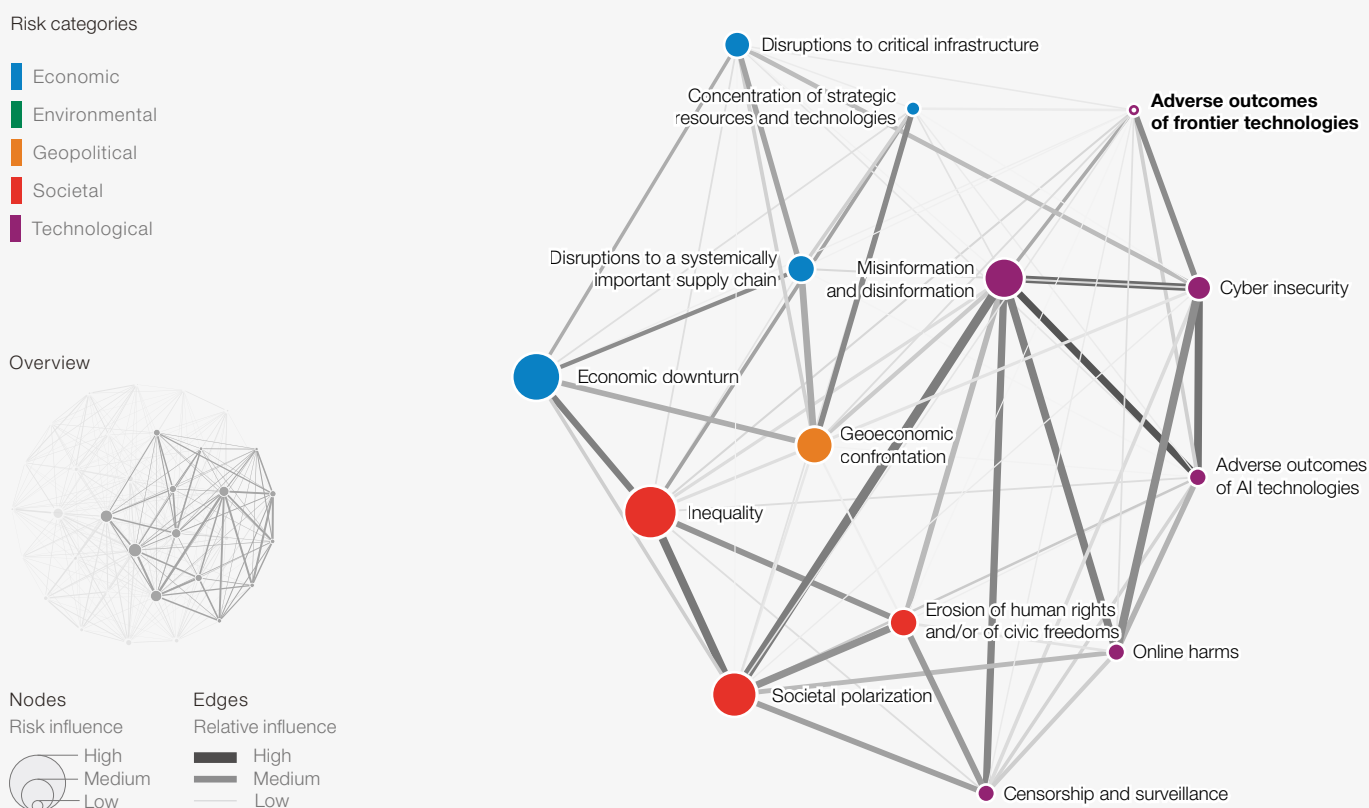 Risk categories
Economic
Environmental
Geopolitical
Societal
Technological
Overview
Nodes
Risk influence
High
Medium
Low
Edges
Relative influence
High
Medium
Low
Disruptions to critical infrastructure
Concentration of strategic
resources and technologies
Adverse outcomes
of frontier technologies
Disruptions to a systemically
important supply chain
Misinformation
and disinformation
Cyber insecurity
Economic downturn
Geoeconomic
confrontation
Adverse outcomes
of AI technologies
Inequality
Erosion of human rights
and/or of civic freedoms
Online harms
Societal polarization
Censorship and surveillance